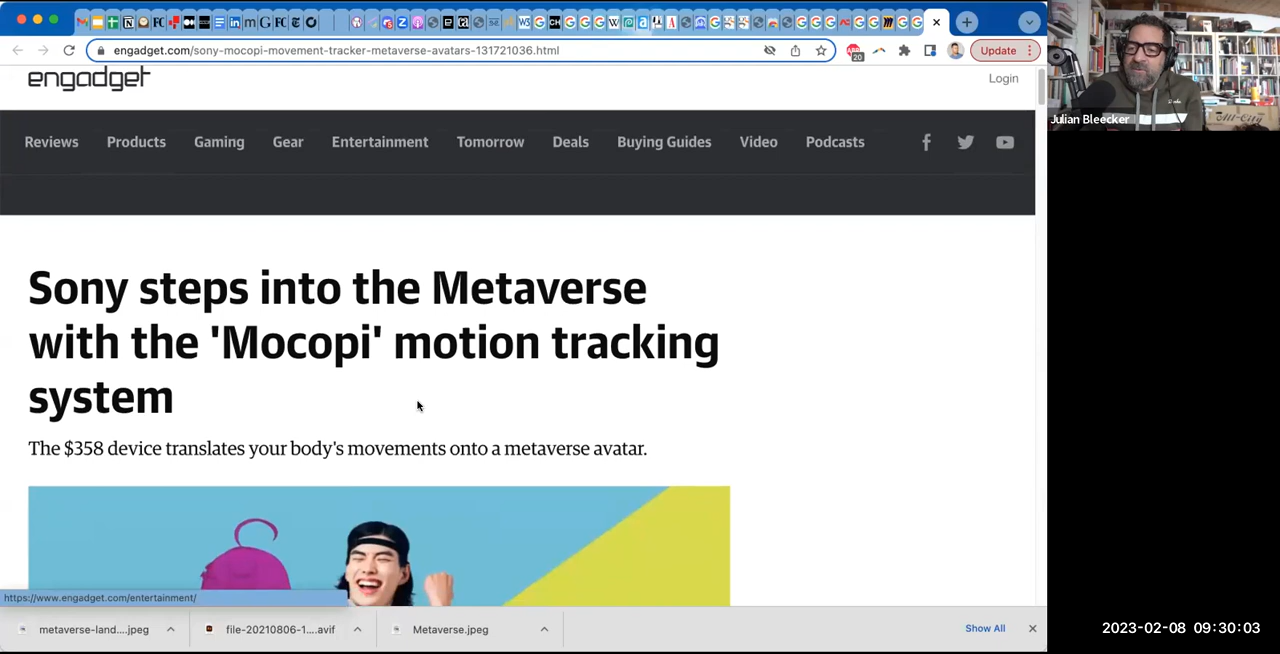 engadget.com/sony-mocopi-movement-tracker-metaverse-avatars-131721036.html
20
Update
engadget
Login
Reviews Products Gaming Gear Entertainment Tomorrow Deals Buying Guides Video Podcasts
Sony steps into the Metaverse
with the 'Mocopi' motion tracking
system
The $358 device translates your body's movements onto a metaverse avatar.
https://www.engadget.com/entertainment/
metaverse-land....jpeg
file-20210806-1....avif
Metaverse.jpeg
Show All
Julian Bleecker
2023-02-08 09:30:03